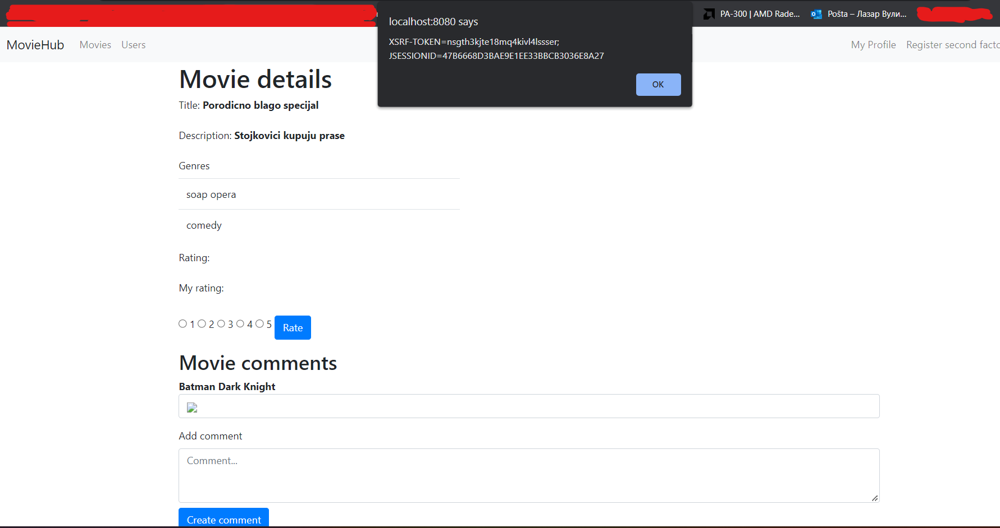 PA-300 | AMD Rade...
Pošta – Лазар Вули...
localhost:8080 says
XSRF-TOKEN=nsgth3kjte18mq4kivl4lssser;
JSESSIONID=47B6668D3BAE9E1EE33BBCB3036E8A27
OK
MovieHub Movies Users
My Profile Register second facto
Movie details
Title: Porodicno blago specijal
Description: Stojkovici kupuju prase
Genres
soap opera
comedy
Rating:
My rating:
1 2 3 4 5 Rate
Movie comments
Batman Dark Knight
Add comment
Comment...
Create comment